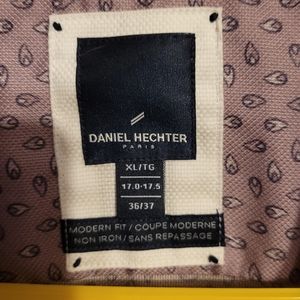 DANIEL HECHTER
PARIS
XL/TG
17.0-17.5
36/37
MODERN FIT / COUPE MODERNE
NON IRON / SANS REPASSAGE